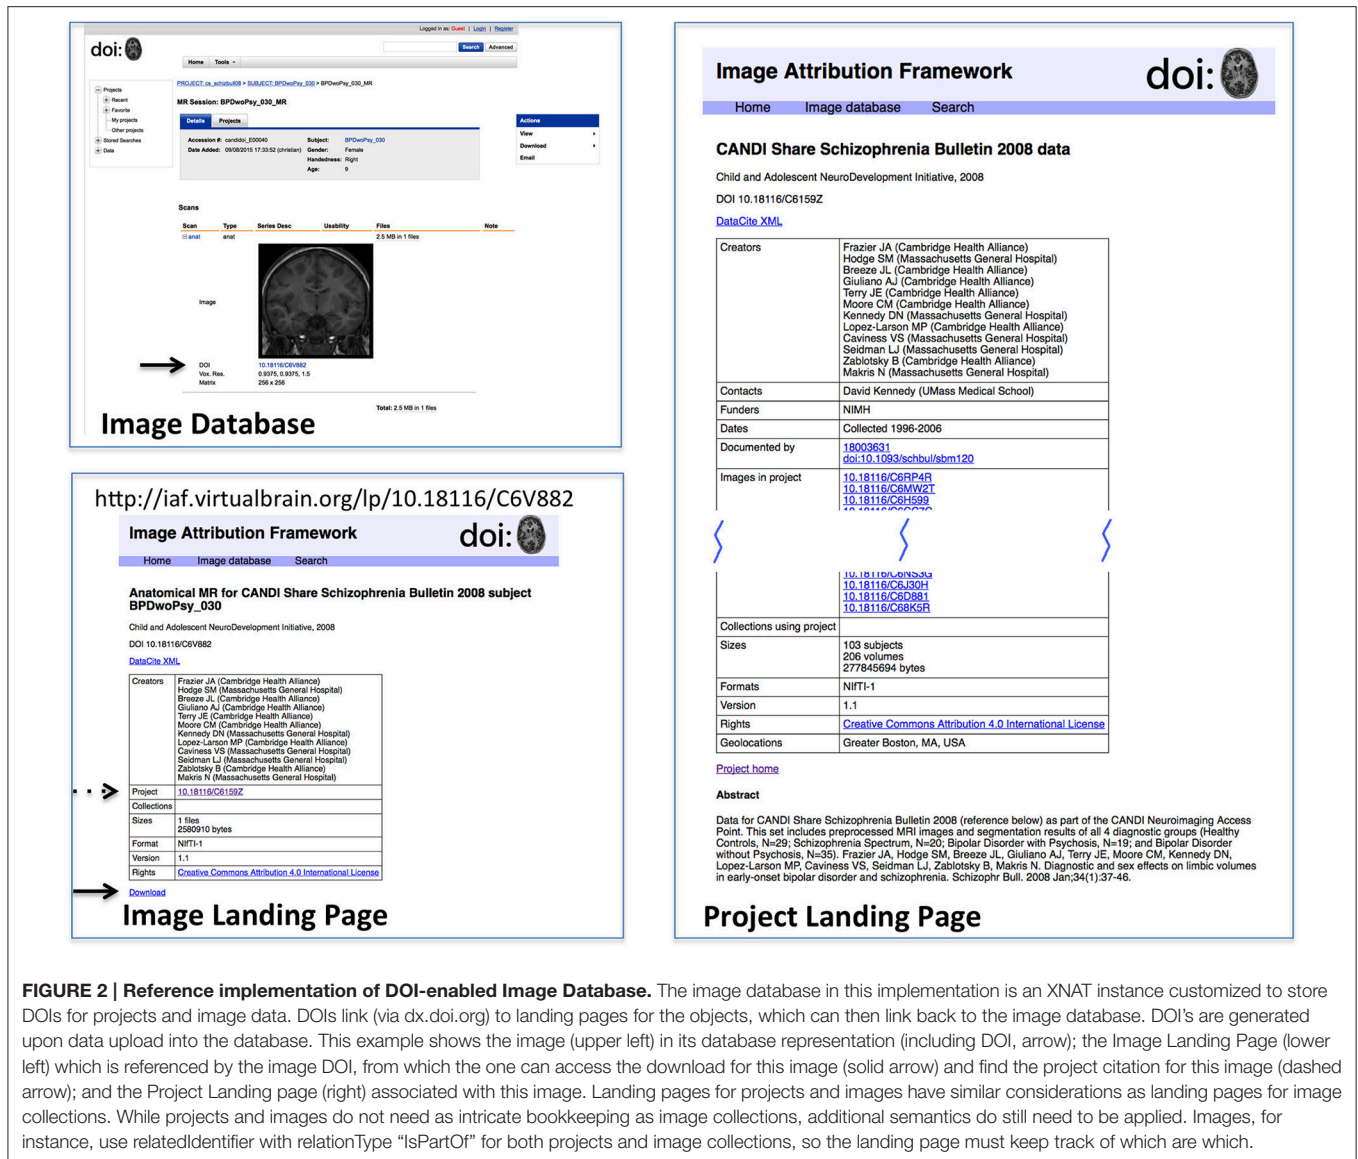 Logged in as: Guest | Login | Register
doi:
Search Advanced
Home Tools
Projects
Recent
Favorite
My projects
Other projects
Stored Searches
Data
PROJECT: cs_schizbull08 > SUBJECT: BPDwoPsy_030 > BPDwoPsy_030_MR
MR Session: BPDwoPsy_030_MR
Details Projects
Accession #: candidoi_E00040 Subject: BPDwoPsy_030
Date Added: 09/08/2015 17:33:52 (christian) Gender: Female
Handedness: Right
Age: 9
Actions
View
Download
Email
Scans
Scan Type Series Desc Usability Files Note
anat anat 2.5 MB in 1 files
Image
DOI 10.18116/C6V882
Vox. Res. 0.9375, 0.9375, 1.5
Matrix 256 x 256
Total: 2.5 MB in 1 files
Image Database
http://iaf.virtualbrain.org/lp/10.18116/C6V882
Image Attribution Framework
doi:
Home Image database Search
Anatomical MR for CANDI Share Schizophrenia Bulletin 2008 subject
BPDwoPsy_030
Child and Adolescent NeuroDevelopment Initiative, 2008
DOI 10.18116/C6V882
DataCite XML
Creators Frazier JA (Cambridge Health Alliance)
Hodge SM (Massachusetts General Hospital)
Breeze JL (Cambridge Health Alliance)
Giuliano AJ (Cambridge Health Alliance)
Terry JE (Cambridge Health Alliance)
Moore CM (Cambridge Health Alliance)
Kennedy DN (Massachusetts General Hospital)
Lopez-Larson MP (Cambridge Health Alliance)
Caviness VS (Massachusetts General Hospital)
Seidman LJ (Massachusetts General Hospital)
Zablotsky B (Cambridge Health Alliance)
Makris N (Massachusetts General Hospital)
Project 10.18116/C6159Z
Collections
Sizes 1 files
2580910 bytes
Format NIfTI-1
Version 1.1
Rights Creative Commons Attribution 4.0 International License
Download
Image Landing Page
Image Attribution Framework
doi:
Home Image database Search
CANDI Share Schizophrenia Bulletin 2008 data
Child and Adolescent NeuroDevelopment Initiative, 2008
DOI 10.18116/C6159Z
DataCite XML
Creators Frazier JA (Cambridge Health Alliance)
Hodge SM (Massachusetts General Hospital)
Breeze JL (Cambridge Health Alliance)
Giuliano AJ (Cambridge Health Alliance)
Terry JE (Cambridge Health Alliance)
Moore CM (Cambridge Health Alliance)
Kennedy DN (Massachusetts General Hospital)
Lopez-Larson MP (Cambridge Health Alliance)
Caviness VS (Massachusetts General Hospital)
Seidman LJ (Massachusetts General Hospital)
Zablotsky B (Cambridge Health Alliance)
Makris N (Massachusetts General Hospital)
Contacts David Kennedy (UMass Medical School)
Funders NIMH
Dates Collected 1996-2006
Documented by 18003631
doi:10.1093/schbul/sbm120
Images in project 10.18116/C6RP4R
10.18116/C6MW2T
10.18116/C6H599
10.18116/C6NS3G
10.18116/C6J30H
10.18116/C6D881
10.18116/C68K5R
Collections using project
Sizes 103 subjects
206 volumes
277845694 bytes
Formats NIfTI-1
Version 1.1
Rights Creative Commons Attribution 4.0 International License
Geolocations Greater Boston, MA, USA
Project home
Abstract
Data for CANDI Share Schizophrenia Bulletin 2008 (reference below) as part of the CANDI Neuroimaging Access
Point. This set includes preprocessed MRI images and segmentation results of all 4 diagnostic groups (Healthy
Controls, N=29; Schizophrenia Spectrum, N=20; Bipolar Disorder with Psychosis, N=19; and Bipolar Disorder
without Psychosis, N=35). Frazier JA, Hodge SM, Breeze JL, Giuliano AJ, Terry JE, Moore CM, Kennedy DN,
Lopez-Larson MP, Caviness VS, Seidman LJ, Zablotsky B, Makris N. Diagnostic and sex effects on limbic volumes
in early-onset bipolar disorder and schizophrenia. Schizophr Bull. 2008 Jan;34(1):37-46.
Project Landing Page
FIGURE 2 | Reference implementation of DOI-enabled Image Database. The image database in this implementation is an XNAT instance customized to store
DOIs for projects and image data. DOIs link (via dx.doi.org) to landing pages for the objects, which can then link back to the image database. DOI's are generated
upon data upload into the database. This example shows the image (upper left) in its database representation (including DOI, arrow); the Image Landing Page (lower
left) which is referenced by the image DOI, from which the one can access the download for this image (solid arrow) and find the project citation for this image (dashed
arrow); and the Project Landing page (right) associated with this image. Landing pages for projects and images have similar considerations as landing pages for image
collections. While projects and images do not need as intricate bookkeeping as image collections, additional semantics do still need to be applied. Images, for
instance, use relatedIdentifier with relationType “IsPartOf” for both projects and image collections, so the landing page must keep track of which are which.